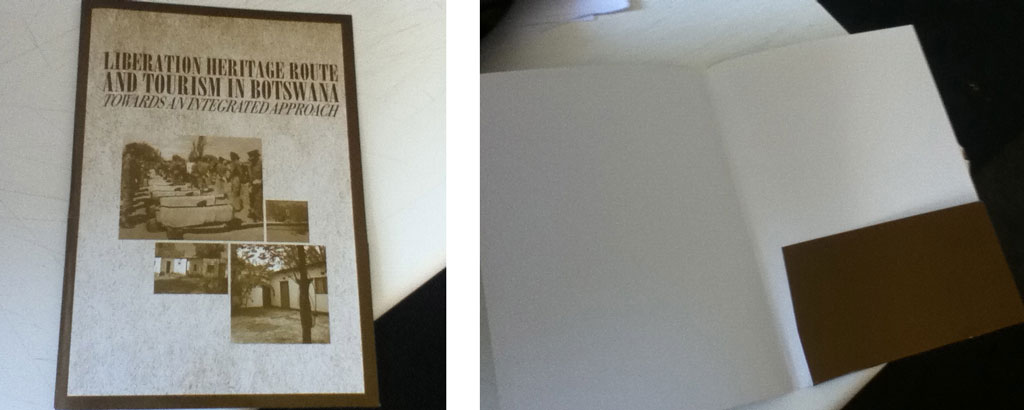 LIBERATION HERITAGE ROUTE
AND TOURISM IN BOTSWANA
TOWARDS AN INTEGRATED APPROACH